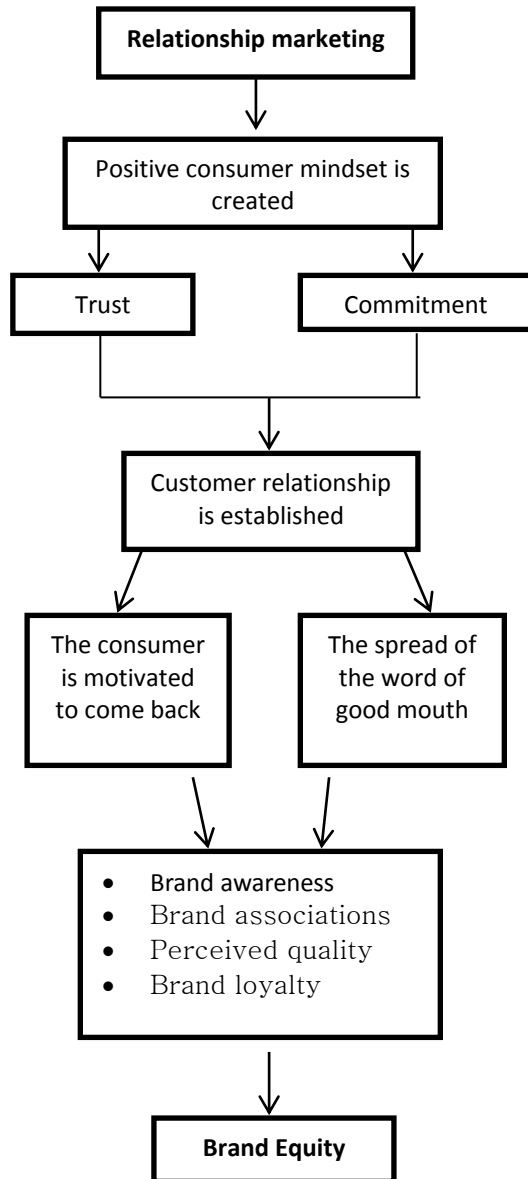 Relationship marketing
Positive consumer mindset is
created
Trust
Commitment
Customer relationship
is established
The consumer
is motivated
to come back
The spread of
the word of
good mouth
• Brand awareness
• Brand associations
• Perceived quality
• Brand loyalty
Brand Equity